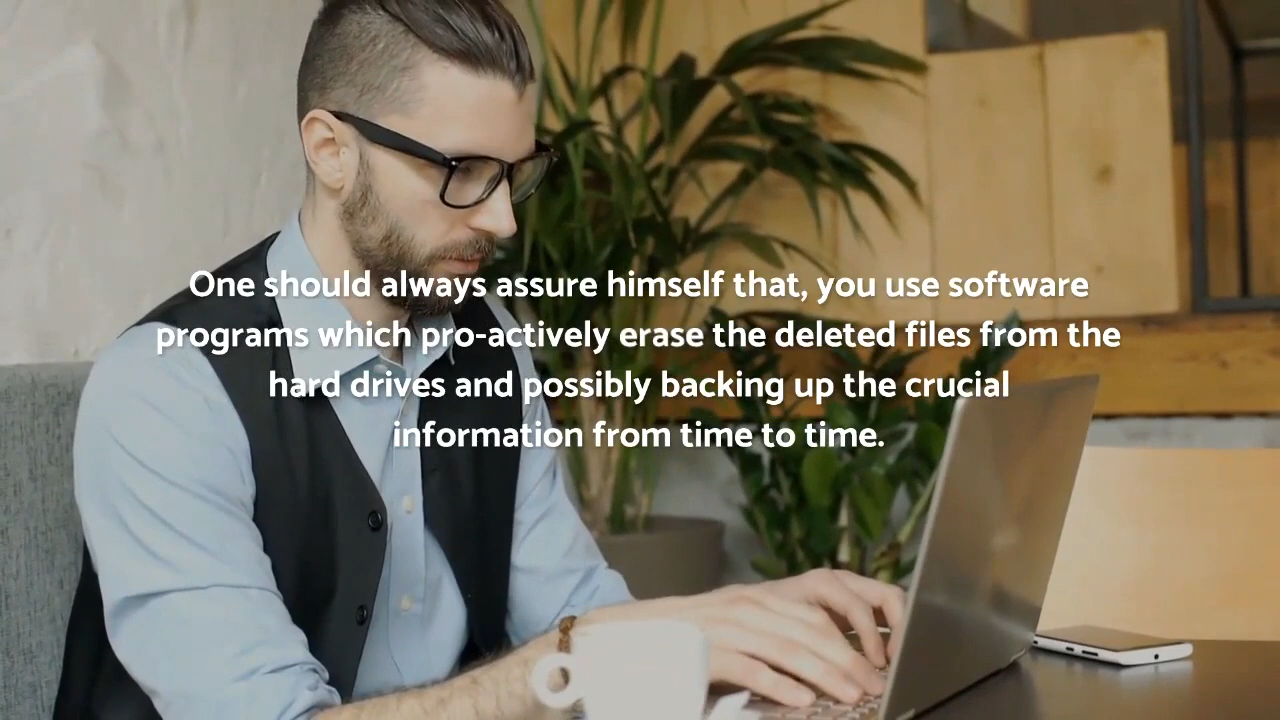 One should always assure himself that, you use software
programs which pro-actively erase the deleted files from the
hard drives and possibly backing up the crucial
information from time to time.